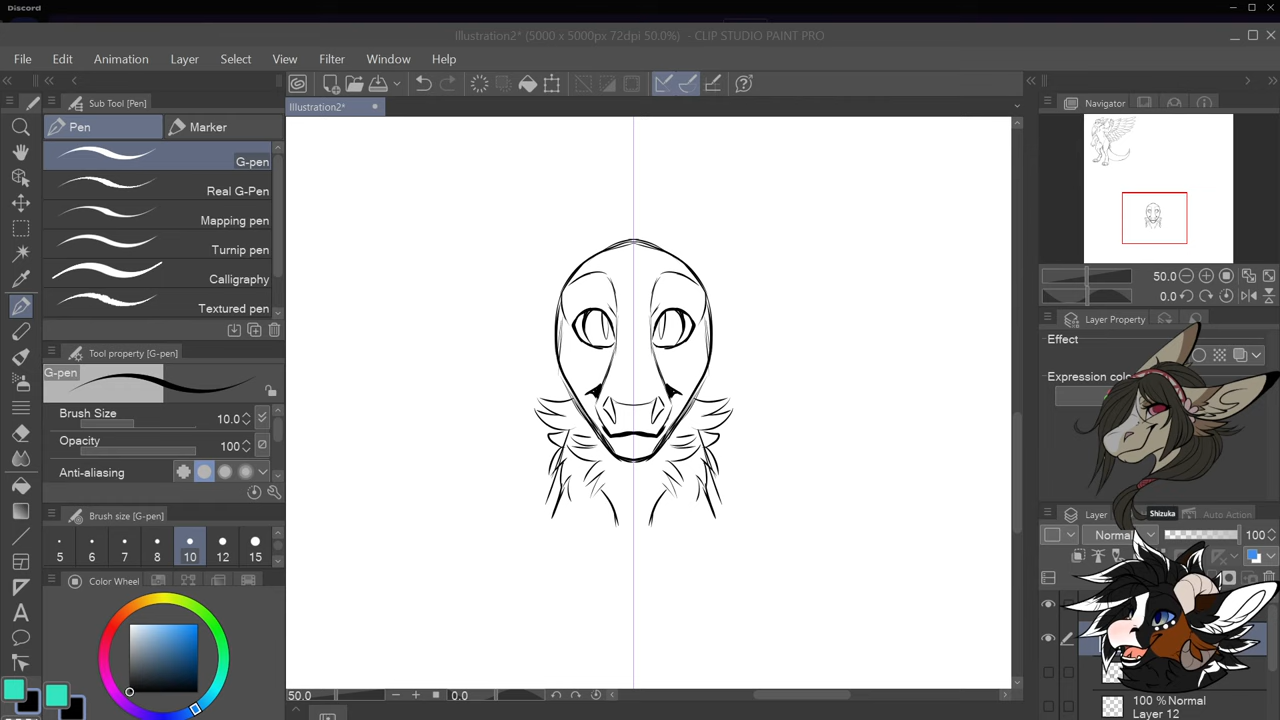 Discord
Illustration2* (5000 x 5000px 72dpi 50.0%) - CLIP STUDIO PAINT PRO
File Edit Animation Layer Select View Filter Window Help
Sub Tool [Pen]
Illustration2*
Navigator
Pen
Marker
G-pen
Real G-Pen
Mapping pen
Turnip pen
Calligraphy
Textured pen
50.0
0.0
Tool property [G-pen]
G-pen
Brush Size 10.0
Opacity 100
Anti-aliasing
Layer Property
Effect
Expression colo
Brush size [G-pen]
5 6 7 8 10 12 15
Color Wheel
Layer
Shizuka
Auto Action
Normal
100
100 % Normal
Layer 12
50.0
0.0